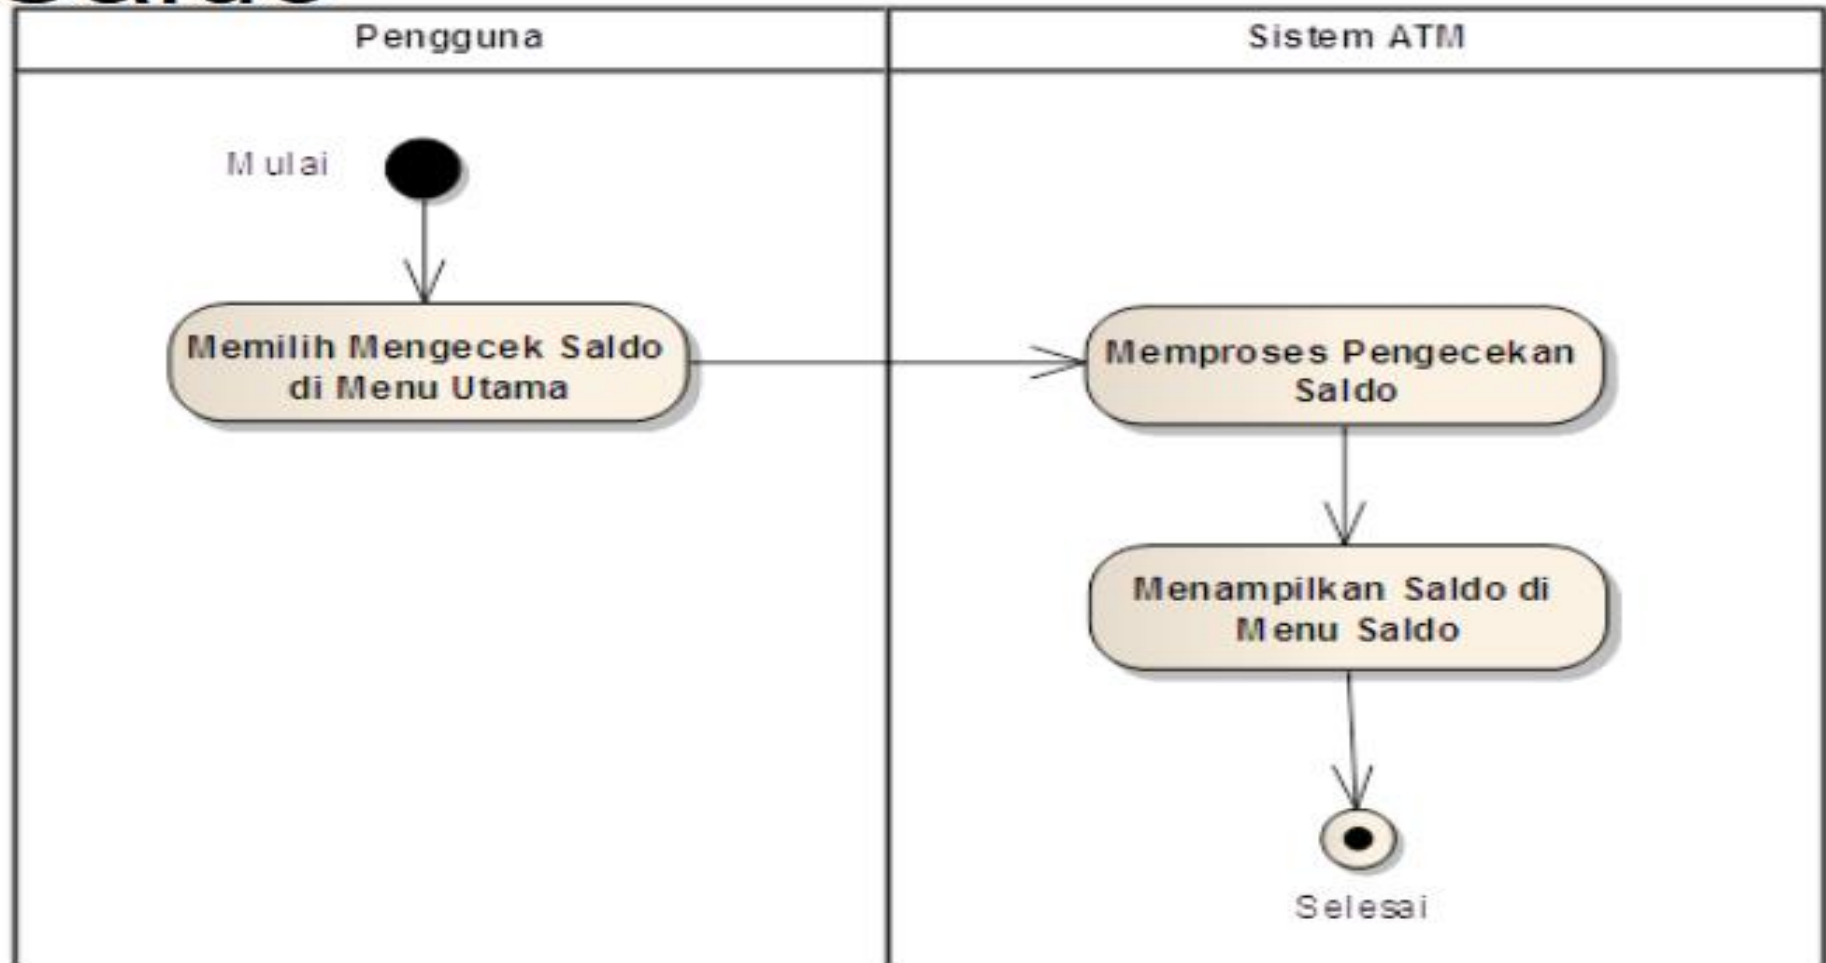 Pengguna
Sistem ATM
Mulai
Memilih Mengecek Saldo
di Menu Utama
Memproses Pengecekan
Saldo
Menampilkan Saldo di
Menu Saldo
Selesai